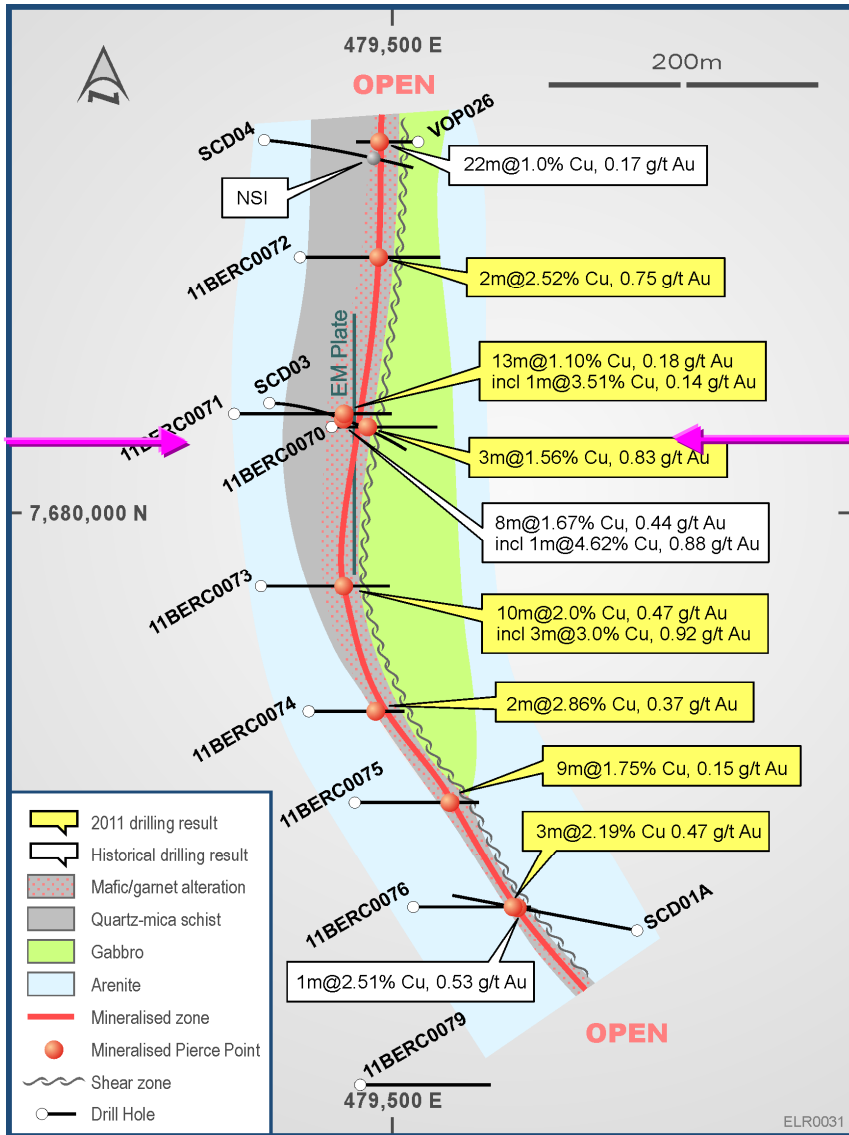 479,500 E
OPEN
200m
N
SCD04
VOP026
22m@1.0% Cu, 0.17 g/t Au
NSI
11BERC0072
2m@2.52% Cu, 0.75 g/t Au
EM Plate
SCD03
13m@1.10% Cu, 0.18 g/t Au
incl 1m@3.51% Cu, 0.14 g/t Au
11BERC0071
11BERC0070
3m@1.56% Cu, 0.83 g/t Au
7,680,000 N
8m@1.67% Cu, 0.44 g/t Au
incl 1m@4.62% Cu, 0.88 g/t Au
11BERC0073
10m@2.0% Cu, 0.47 g/t Au
incl 3m@3.0% Cu, 0.92 g/t Au
11BERC0074
2m@2.86% Cu, 0.37 g/t Au
11BERC0075
9m@1.75% Cu, 0.15 g/t Au
3m@2.19% Cu 0.47 g/t Au
11BERC0076
SCD01A
1m@2.51% Cu, 0.53 g/t Au
OPEN
11BERC0079
479,500 E
2011 drilling result
Historical drilling result
Mafic/garnet alteration
Quartz-mica schist
Gabbro
Arenite
Mineralised zone
Mineralised Pierce Point
Shear zone
Drill Hole
ELR0031